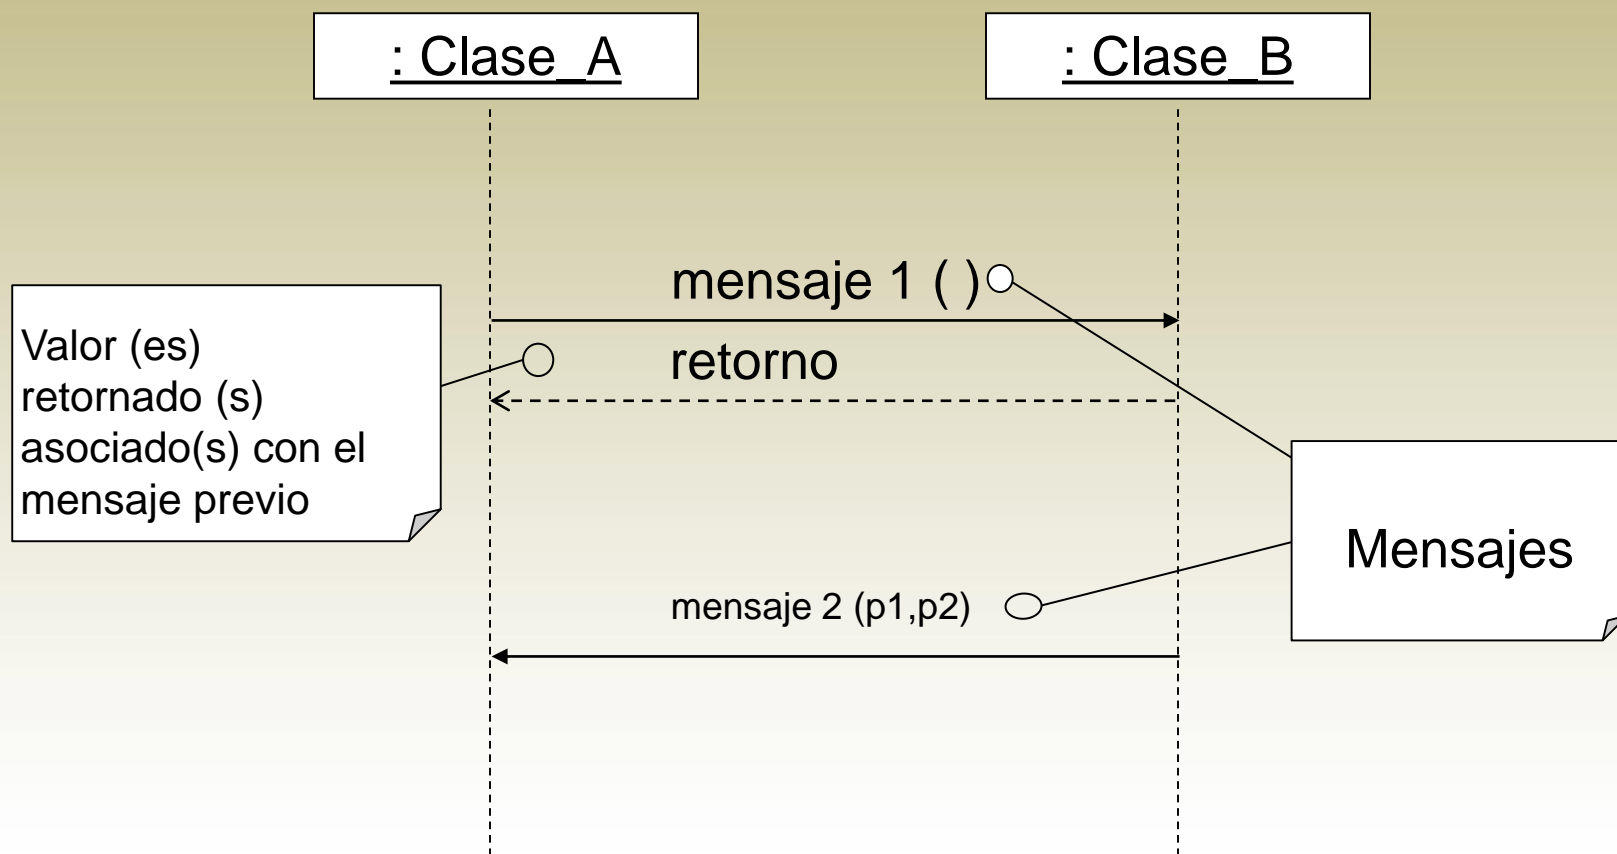 : Clase_A
: Clase_B
mensaje 1 ( )
retorno
Valor (es)
retornado (s)
asociado(s) con el
mensaje previo
Mensajes
mensaje 2 (p1,p2)